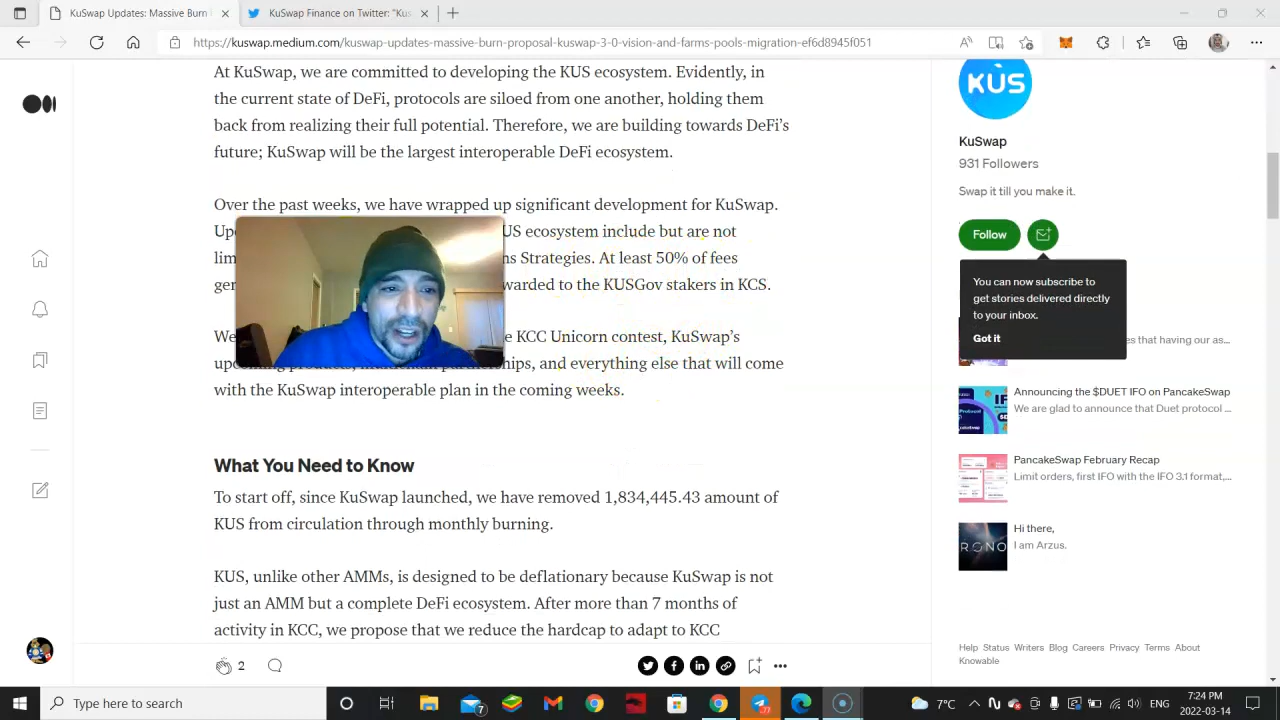 KuSwap Updates: Massive Burn
Fantom Foundation on Twitter: "Kus
https://kuswap.medium.com/kuswap-updates-massive-burn-proposal-kuswap-3-0-vision-and-farms-pools-migration-ef6d8945f051
At KuSwap, we are committed to developing the KUS ecosystem. Evidently, in
the current state of DeFi, protocols are siloed from one another, holding them
back from realizing their full potential. Therefore, we are building towards DeFi's
future; KuSwap will be the largest interoperable DeFi ecosystem.
Over the past weeks, we have wrapped up significant development for KuSwap.
US ecosystem include but are not
ns Strategies. At least 50% of fees
warded to the KUSGov stakers in KCS.
We
e KCC Unicorn contest, KuSwap's
and everything else that will come
with the KuSwap interoperable plan in the coming weeks.
What You Need to Know
To start off, since KuSwap launched, we have removed 1,834,445.43 amount of
KUS from circulation through monthly burning.
KUS, unlike other AMMs, is designed to be deflationary because KuSwap is not
just an AMM but a complete DeFi ecosystem. After more than 7 months of
activity in KCC, we propose that we reduce the hardcap to adapt to KCC
2
KUS
KuSwap
931 Followers
Swap it till you make it.
Follow
You can now subscribe to
get stories delivered directly
to your inbox.
Got it
es that having our as...
Announcing the $DUET IFO on PancakeSwap
We are glad to announce that Duet protocol ...
PancakeSwap February Recap
Limit orders, first IFO with the IFO 3.1 format,...
Hi there,
I am Arzus.
Help Status Writers Blog Careers Privacy Terms About
Knowable
Type here to search
7
7°C
ENG
7:24 PM
2022-03-14